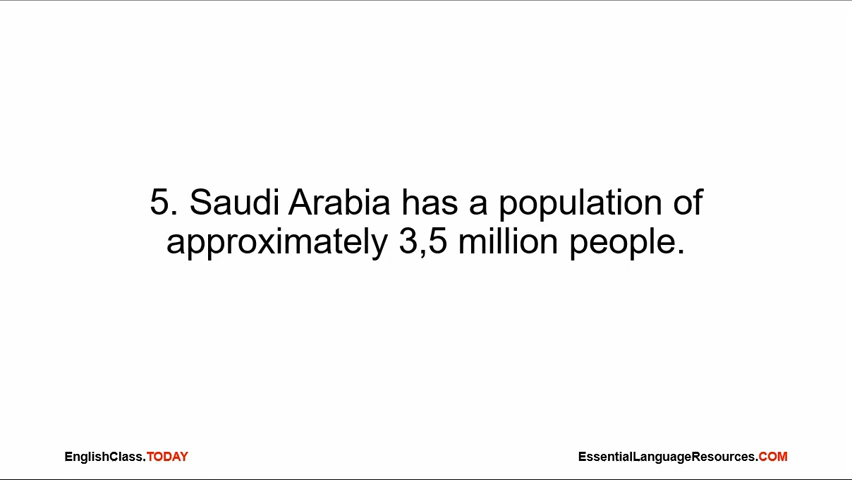 5. Saudi Arabia has a population of
approximately 3,5 million people.
EnglishClass.TODAY
EssentialLanguageResources.COM